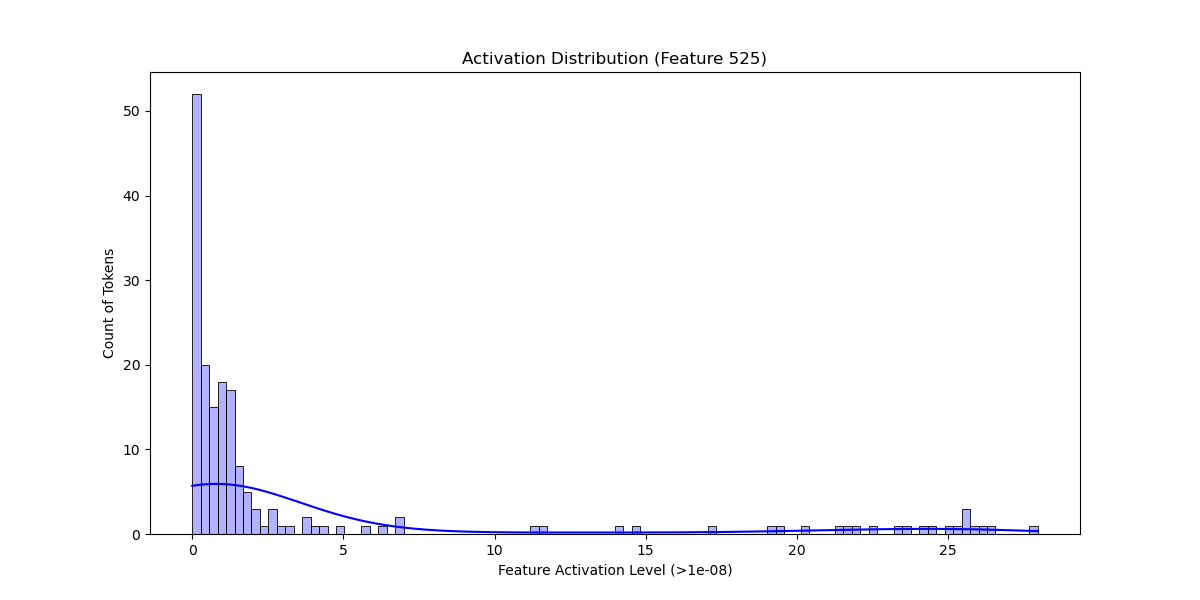 Activation Distribution (Feature 525)
50
40
30
20
10
0
Count of Tokens
0 5 10 15 20 25
Feature Activation Level (>1e-08)